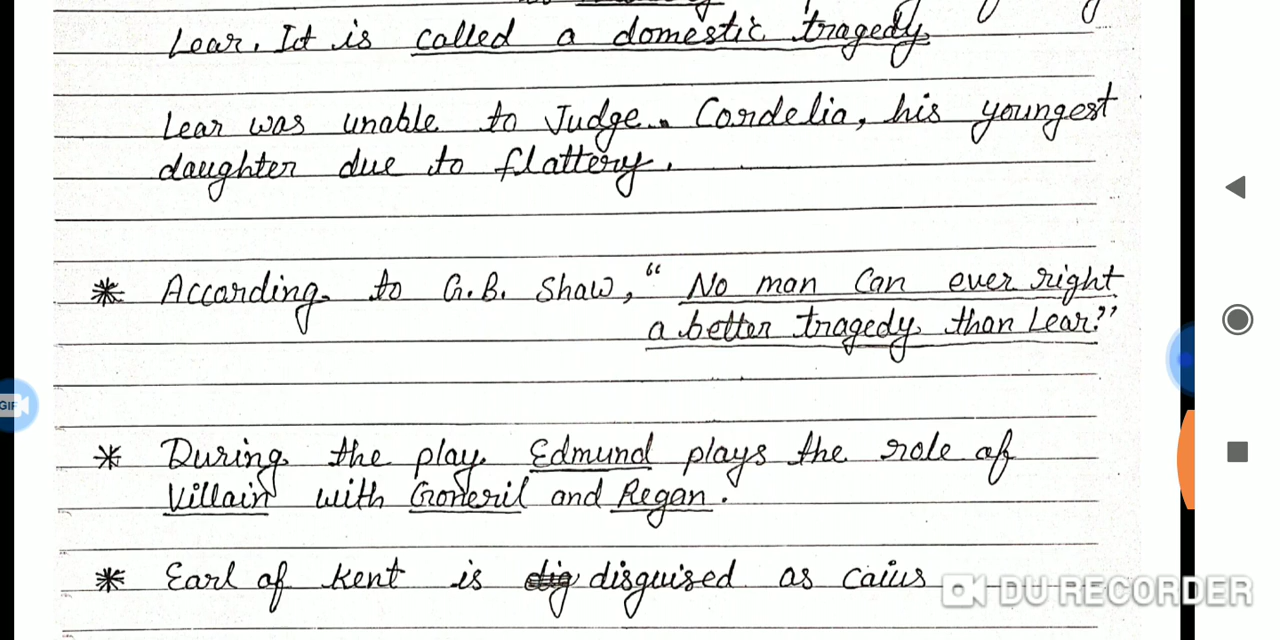 Lear. It is called a domestic tragedy.
Lear was unable to Judge. Cordelia, his youngest
daughter due to flattery.
* According to G.B. Shaw, "No man can ever right
a better tragedy than Lear."
* During the play Edmund plays the role of
Villain with Goneril and Regan.
* Earl of Kent is disguised as Caius
DU RECORDER
GIF